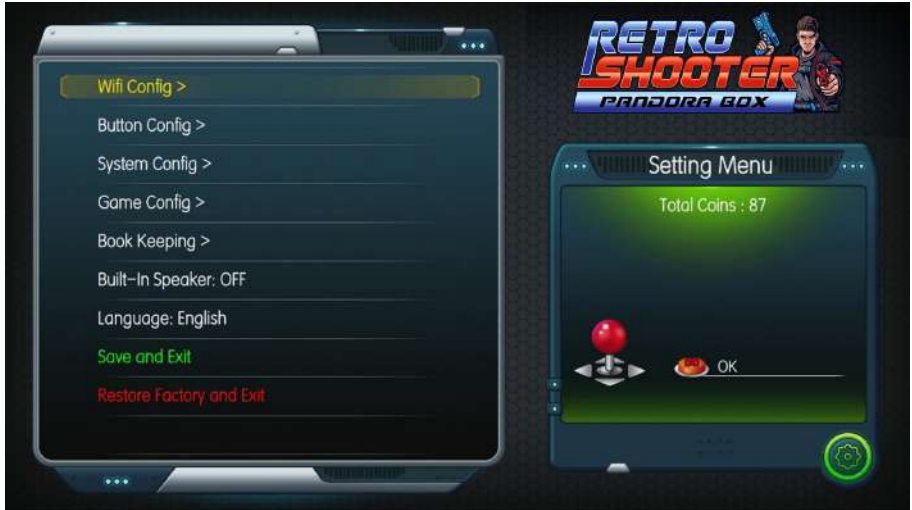 Wifi Config >
Button Config >
System Config >
Game Config >
Book Keeping >
Built-In Speaker: OFF
Language: English
Save and Exit
Restore Factory and Exit
RETRO
SHOOTER
PANDORA BOX
Setting Menu
Total Coins : 87
OK